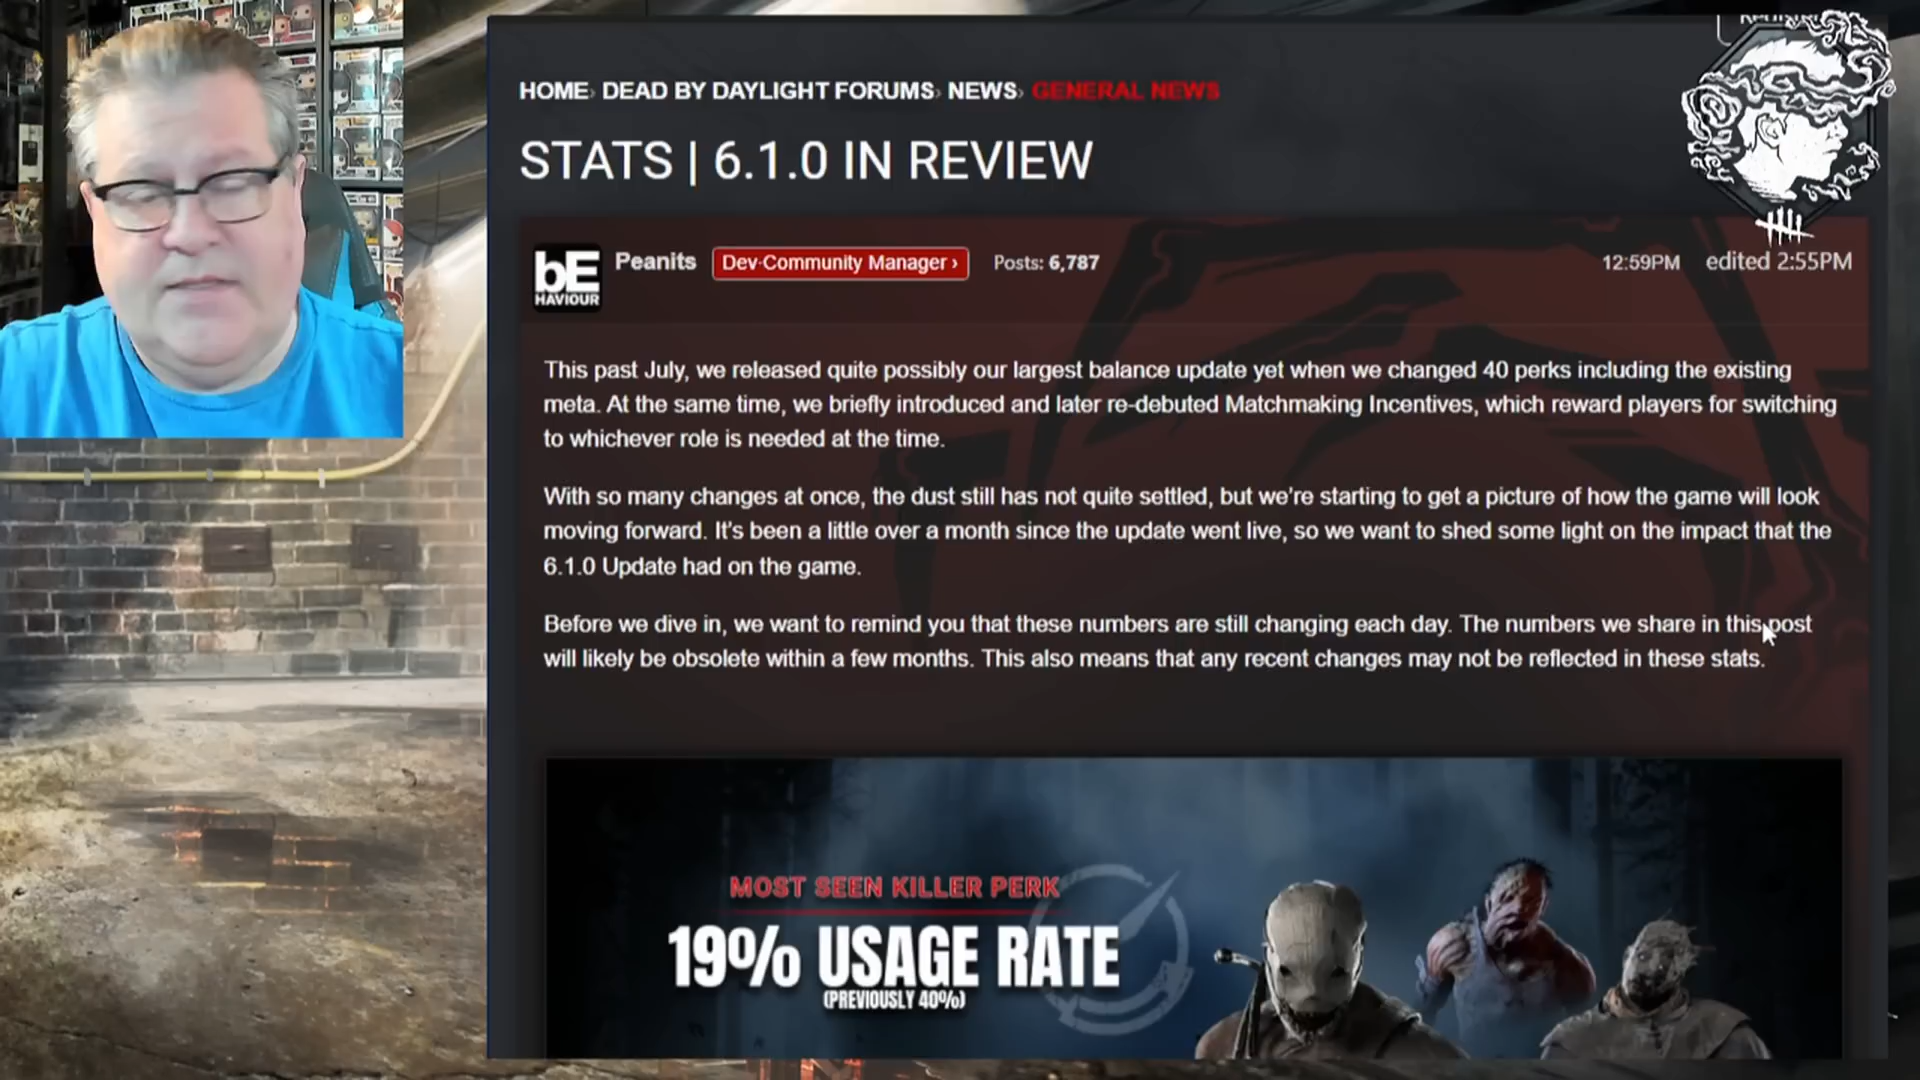 HOME› DEAD BY DAYLIGHT FORUMS› NEWS› GENERAL NEWS
STATS | 6.1.0 IN REVIEW
bE
HAVIOUR
Peanits Dev·Community Manager › Posts: 6,787 12:59PM edited 2:55PM
This past July, we released quite possibly our largest balance update yet when we changed 40 perks including the existing
meta. At the same time, we briefly introduced and later re-debuted Matchmaking Incentives, which reward players for switching
to whichever role is needed at the time.
With so many changes at once, the dust still has not quite settled, but we're starting to get a picture of how the game will look
moving forward. It's been a little over a month since the update went live, so we want to shed some light on the impact that the
6.1.0 Update had on the game.
Before we dive in, we want to remind you that these numbers are still changing each day. The numbers we share in this post
will likely be obsolete within a few months. This also means that any recent changes may not be reflected in these stats.
MOST SEEN KILLER PERK
19% USAGE RATE
(PREVIOUSLY 40%)